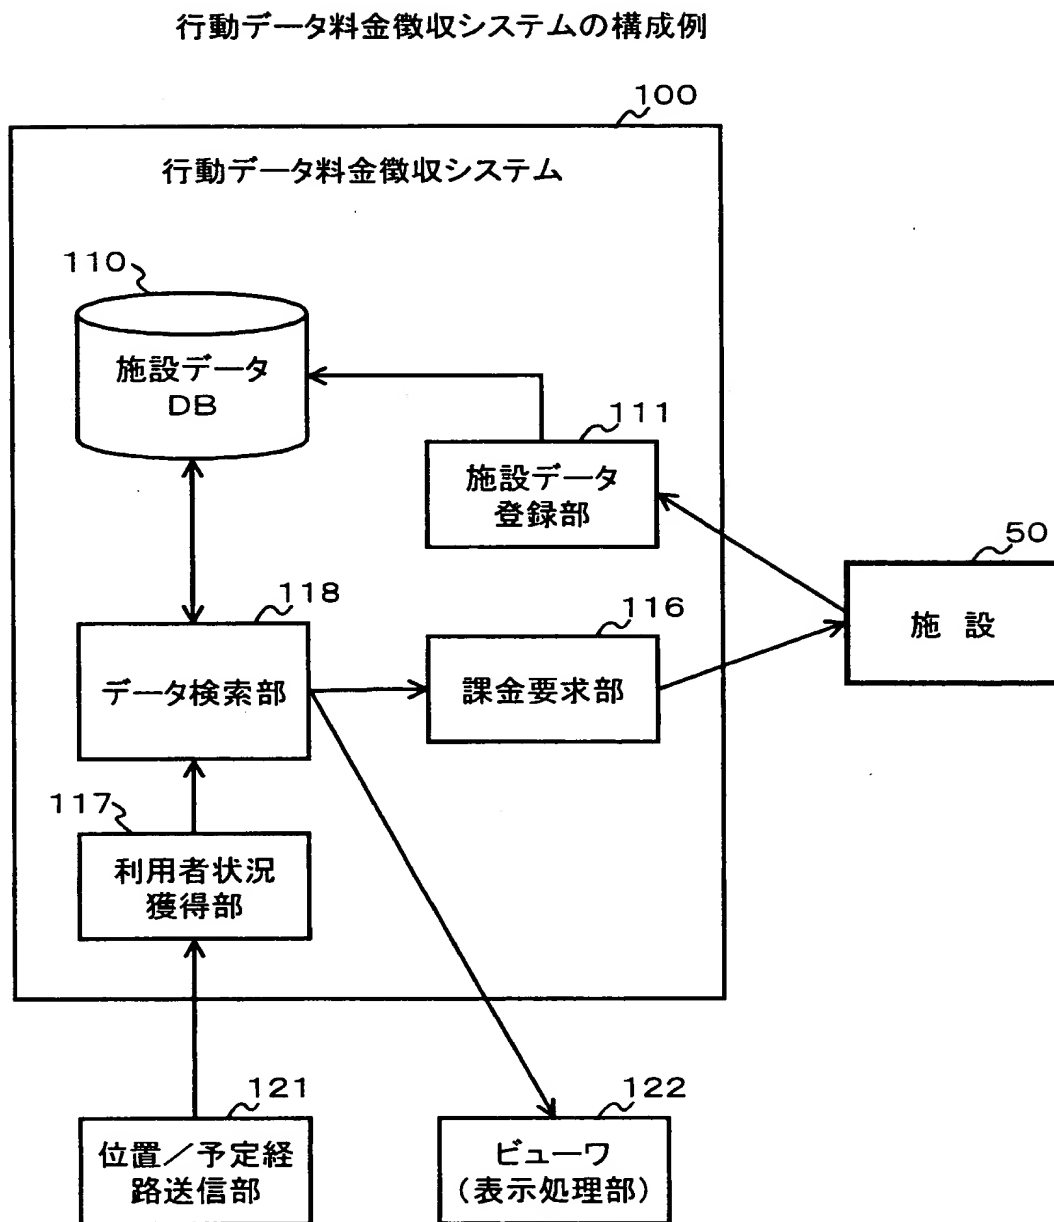 行動データ料金徴収システムの構成例
100
行動データ料金徴収システム
110
施設データ
DB
111
施設データ
登録部
50
施 設
118
データ検索部
116
課金要求部
117
利用者状況
獲得部
121
位置／予定経
路送信部
122
ビューワ
(表示処理部)